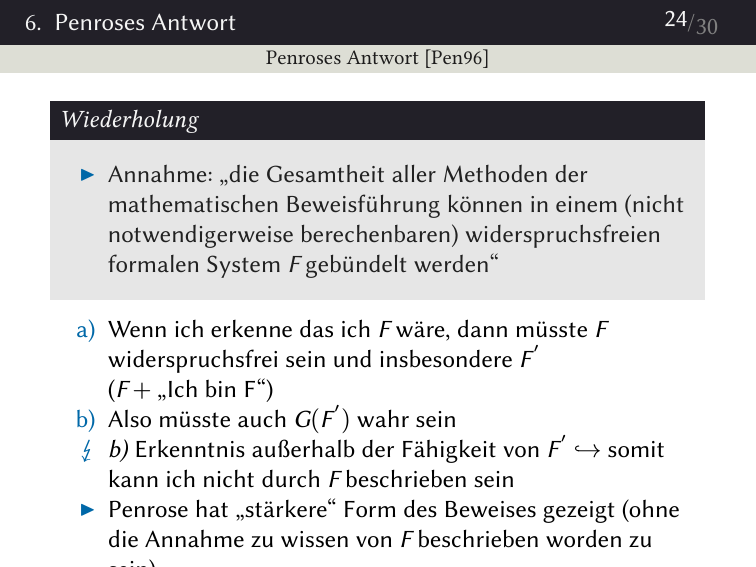 6. Penroses Antwort 24/30
Penroses Antwort [Pen96]
Wiederholung
▶ Annahme: „die Gesamtheit aller Methoden der
mathematischen Beweisführung können in einem (nicht
notwendigerweise berechenbaren) widerspruchsfreien
formalen System F gebündelt werden“
a) Wenn ich erkenne das ich F wäre, dann müsste F
widerspruchsfrei sein und insbesondere F′
(F + „Ich bin F“)
b) Also müsste auch G(F′) wahr sein
↯ b) Erkenntnis außerhalb der Fähigkeit von F′ ↪ somit
kann ich nicht durch F beschrieben sein
▶ Penrose hat „stärkere“ Form des Beweises gezeigt (ohne
die Annahme zu wissen von F beschrieben worden zu
sein)